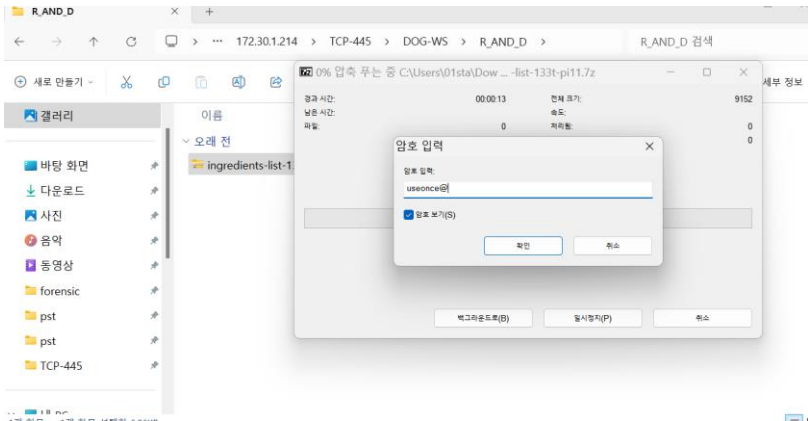 R_AND_D
172.30.1.214 > TCP-445 > DOG-WS > R_AND_D >
R_AND_D 검색
새로 만들기
세부 정보
갤러리
바탕 화면
다운로드
사진
음악
동영상
forensic
pst
pst
TCP-445
이름
오래 전
ingredients-list-1
0% 압축 푸는 중 C:\Users\01sta\Dow ... -list-133t-pi11.7z
경과 시간: 00:00:13 전체 크기: 9152
남은 시간: 속도:
파일: 0 처리됨: 0
0
암호 입력
암호 입력:
useonce@!
암호 보기(S)
확인 취소
백그라운드로(B) 일시정지(P) 취소